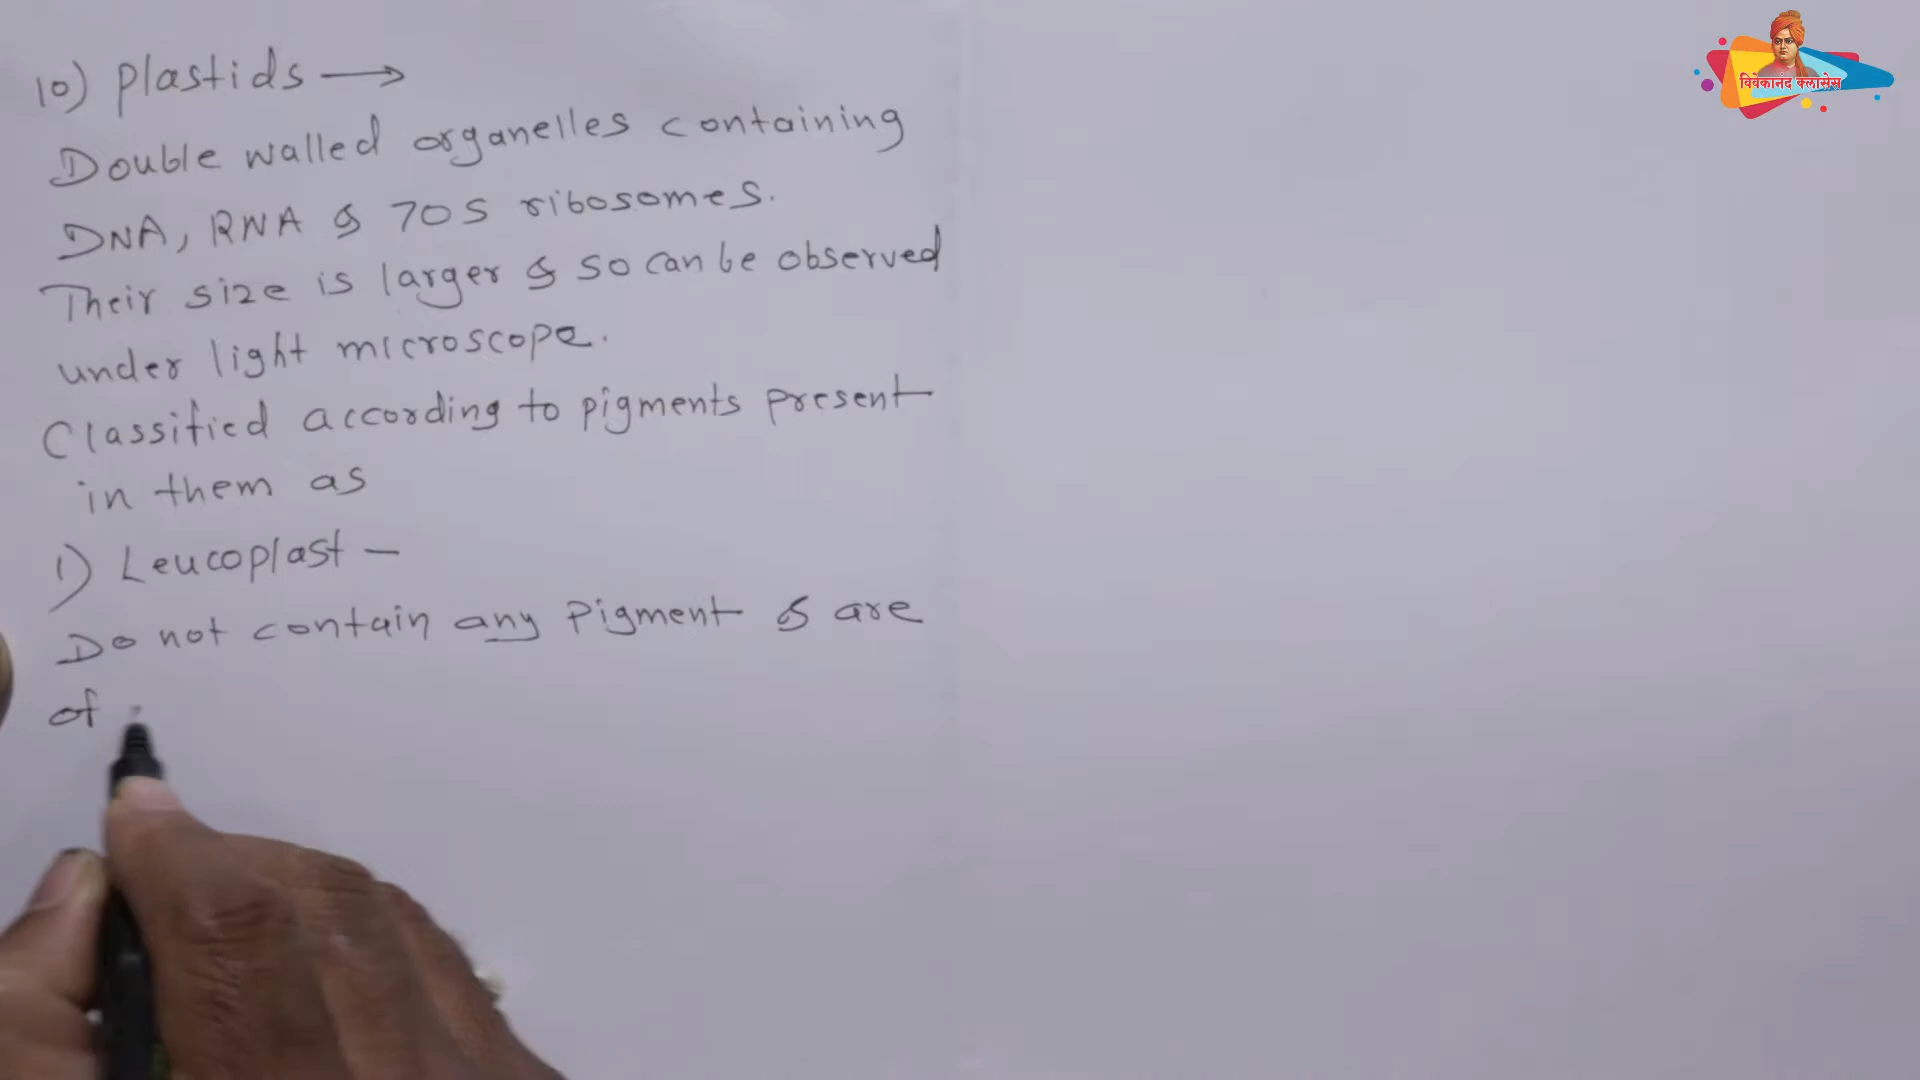 10) Plastids →
Double walled organelles containing
DNA, RNA & 70S ribosomes.
Their size is larger & so can be observed
under light microscope.
Classified according to pigments present
in them as
1) Leucoplast —
Do not contain any Pigment & are
of
विवेकानंद क्लासेस